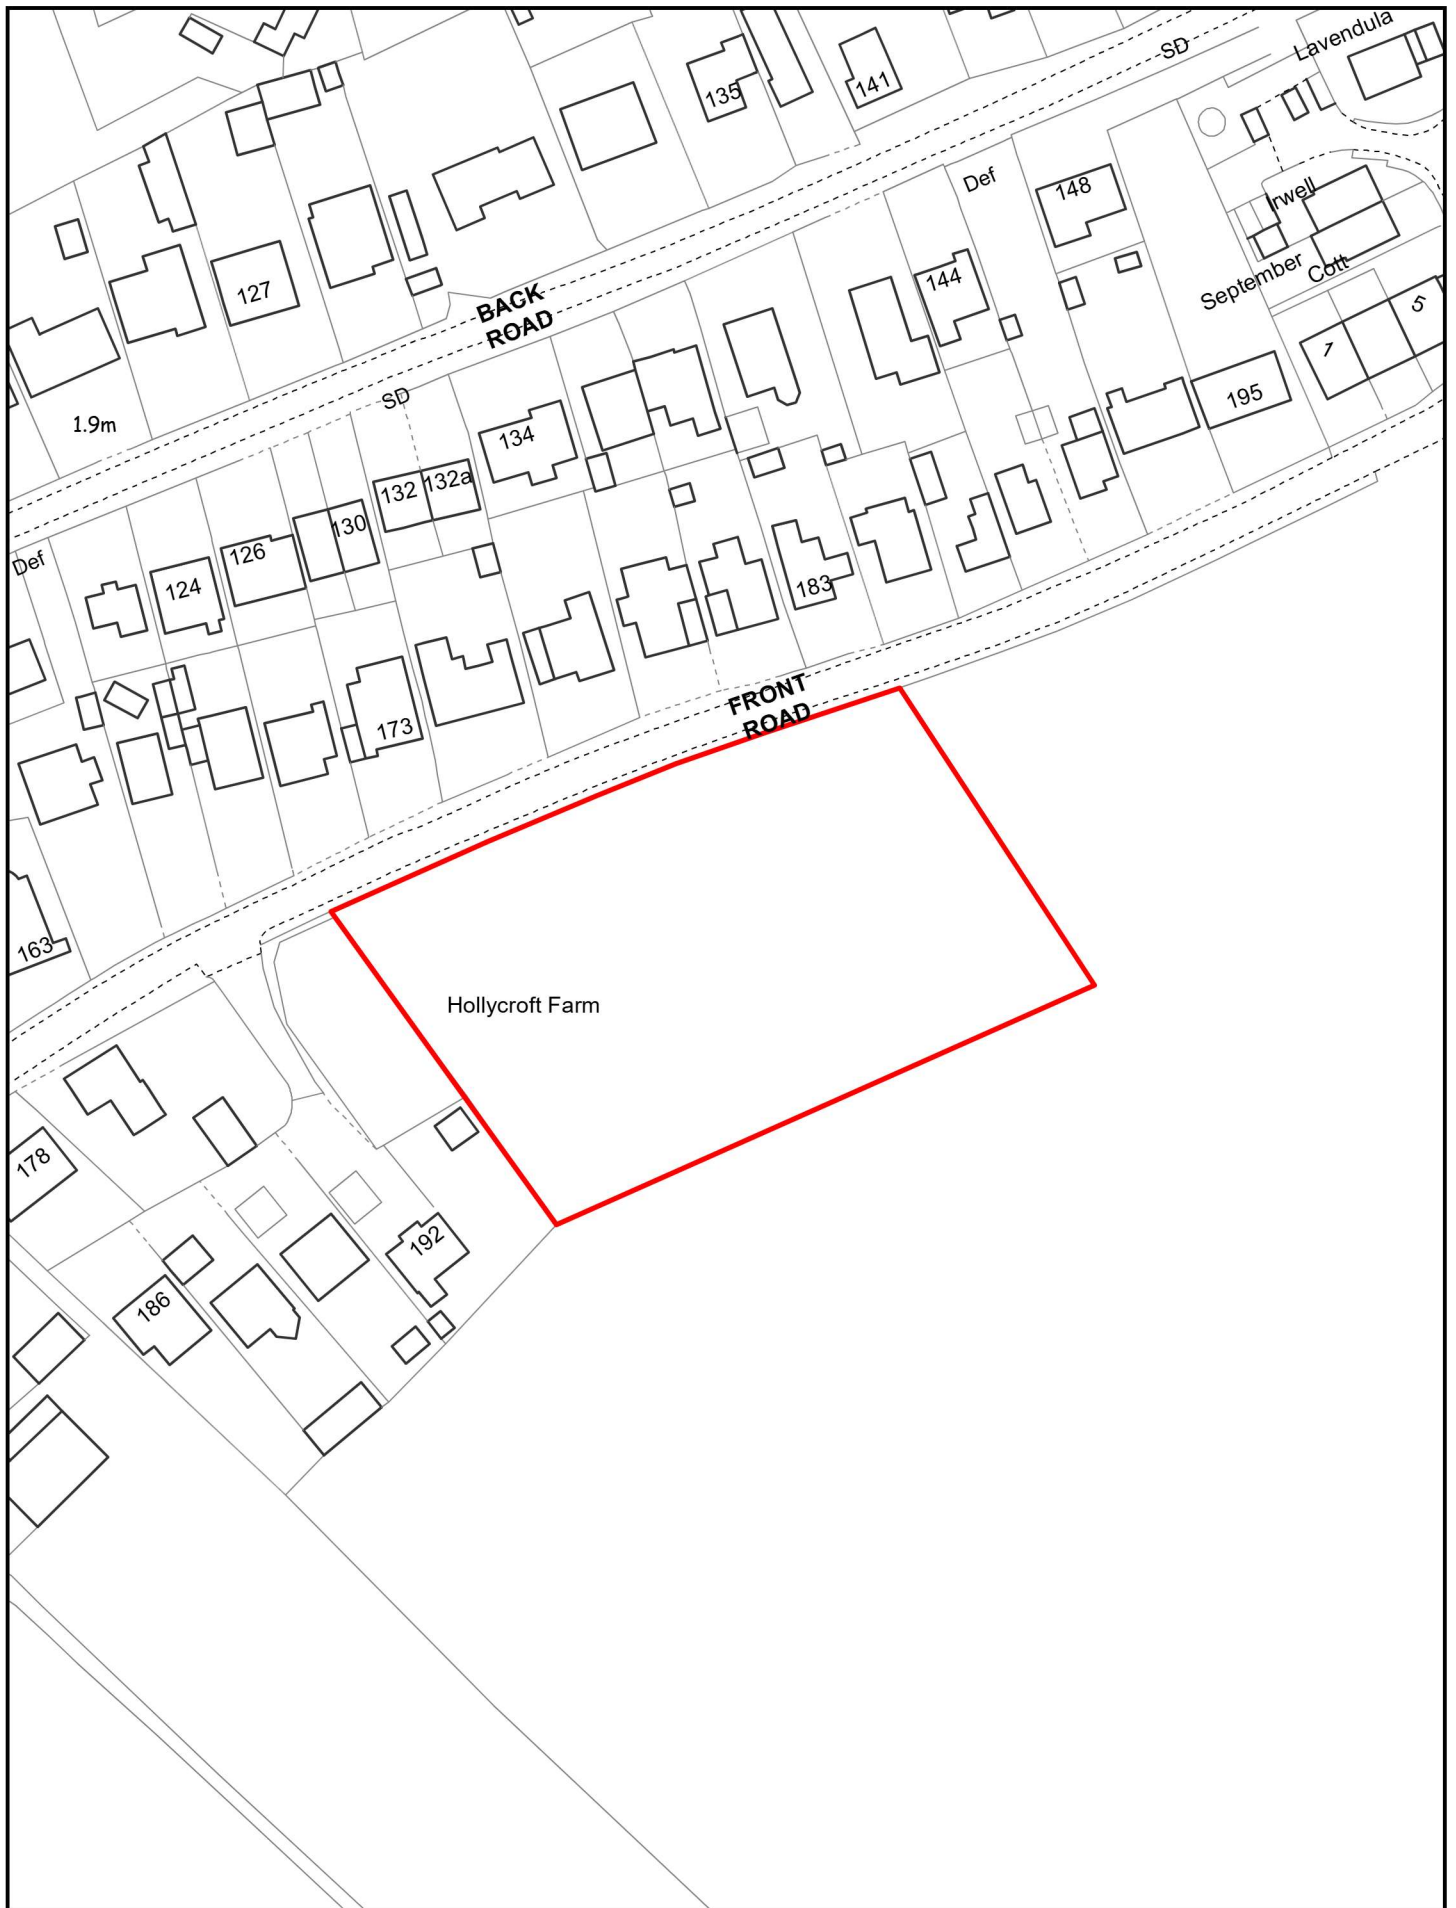 Lavendula
SD
135
141
Def
148
Irwell
127
144
September
Cott
BACK
ROAD
5
1
SD
195
1.9m
134
132
132a
130
126
Def
124
183
FRONT
ROAD
173
163
Hollycroft Farm
178
192
186